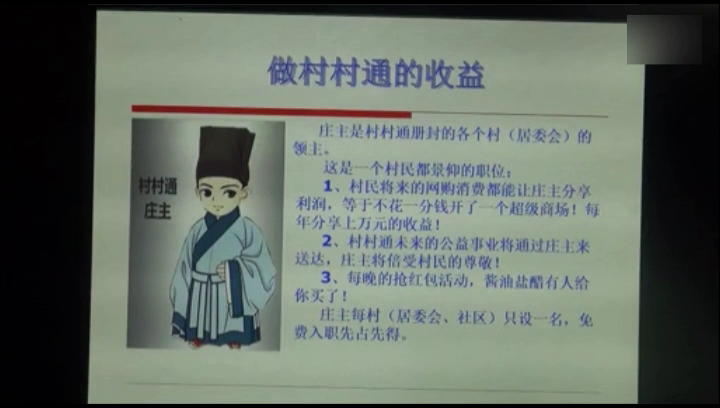 做村村通的收益
村村通
庄主
庄主是村村通册封的各个村（居委会）的
领主。
这是一个村民都景仰的职位：
1、村民将来的网购消费都能让庄主分享
利润，等于不花一分钱开了一个超级商场！每
年分享上万元的收益！
2、村村通未来的公益事业将通过庄主来
送达，庄主将倍受村民的尊敬！
3、每晚的抢红包活动，酱油盐醋有人给
你买了！
庄主每村（居委会、社区）只设一名，免
费入职先占先得。